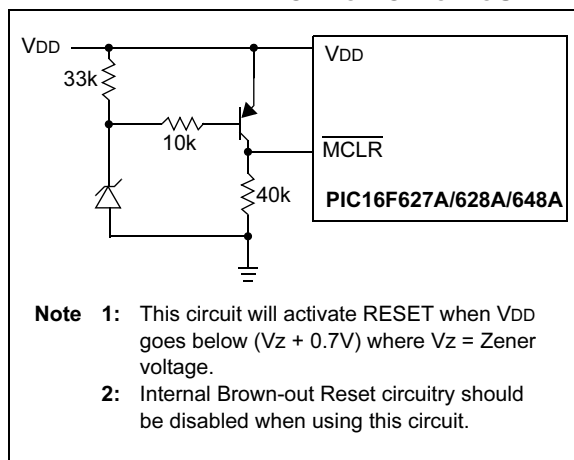 VDD
VDD
33k
10k
MCLR
40k
PIC16F627A/628A/648A
Note 1: This circuit will activate RESET when VDD
goes below (Vz + 0.7V) where Vz = Zener
voltage.
2: Internal Brown-out Reset circuitry should
be disabled when using this circuit.